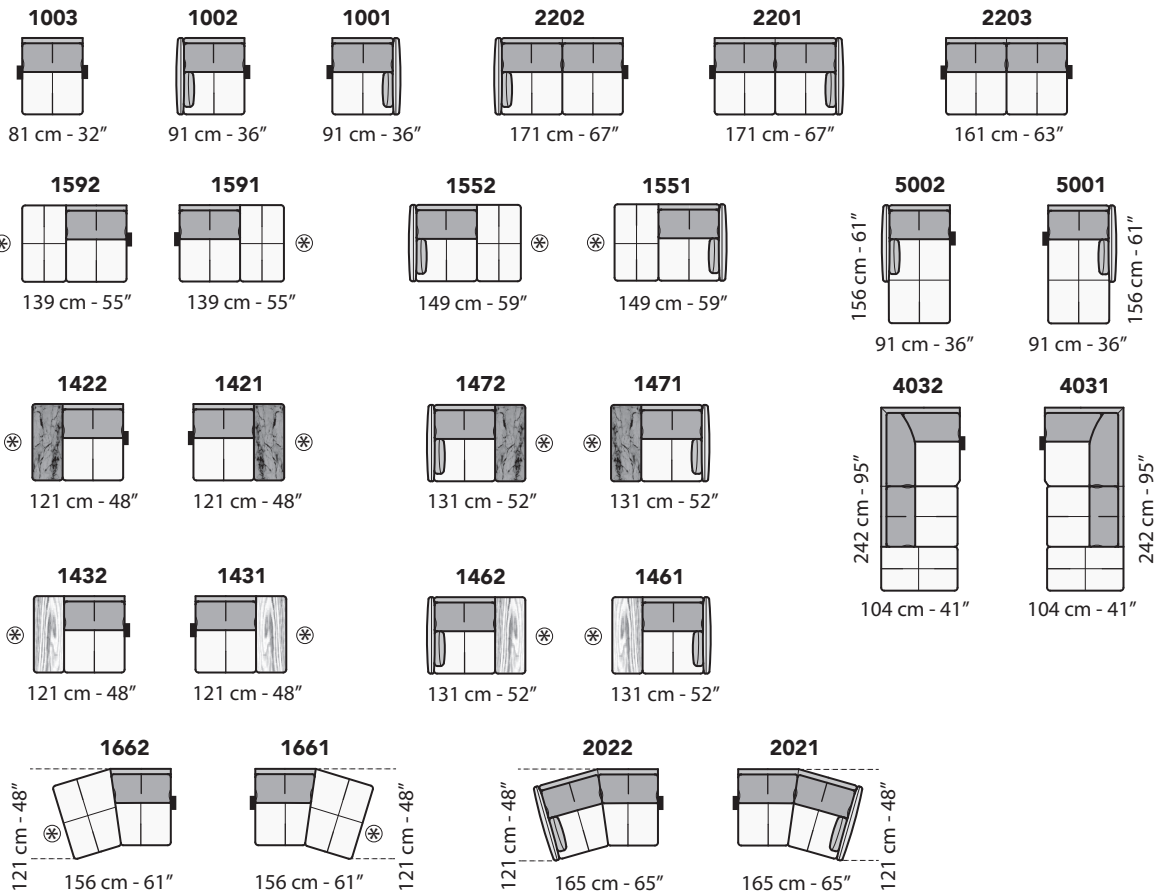 1003 1002 1001 2202 2201 2203
81 cm - 32” 91 cm - 36” 91 cm - 36” 171 cm - 67” 171 cm - 67” 161 cm - 63”
1592 1591 1552 1551 5002 5001
156 cm - 61” 156 cm - 61”
139 cm - 55” 139 cm - 55” 149 cm - 59” 149 cm - 59”
91 cm - 36” 91 cm - 36”
1422 1421 1472 1471 4032 4031
242 cm - 95” 242 cm - 95”
121 cm - 48” 121 cm - 48” 131 cm - 52” 131 cm - 52”
1432 1431 1462 1461
104 cm - 41” 104 cm - 41”
121 cm - 48” 121 cm - 48” 131 cm - 52” 131 cm - 52”
1662 1661 2022 2021
121 cm - 48” 121 cm - 48” 121 cm - 48” 121 cm - 48”
156 cm - 61” 156 cm - 61” 165 cm - 65” 165 cm - 65”